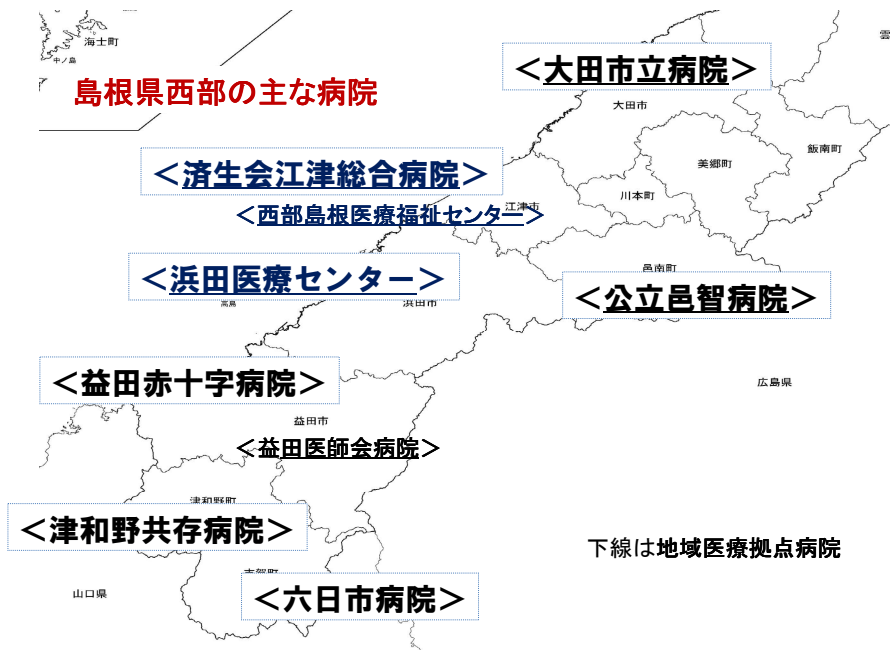 雲
海士町
中ノ島
島根県西部の主な病院
＜大田市立病院＞
大田市
飯南町
美郷町
＜済生会江津総合病院＞
川本町
江津市
＜西部島根医療福祉センター＞
邑南町
＜浜田医療センター＞
高島
浜田市
＜公立邑智病院＞
＜益田赤十字病院＞
広島県
益田市
＜益田医師会病院＞
津和野町
＜津和野共存病院＞
下線は地域医療拠点病院
吉賀町
山口県
＜六日市病院＞